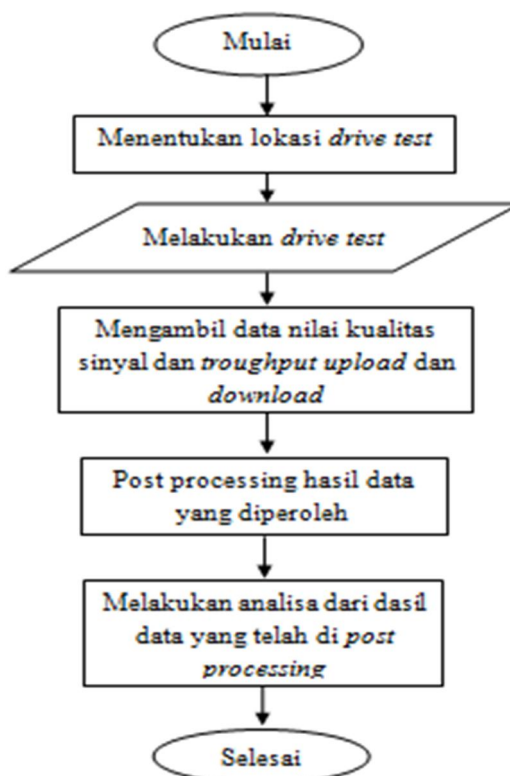 Mulai
Menentukan lokasi drive test
Melakukan drive test
Mengambil data nilai kualitas
sinyal dan troughput upload dan
download
Post processing hasil data
yang diperoleh
Melakukan analisa dari dasil
data yang telah di post
processing
Selesai